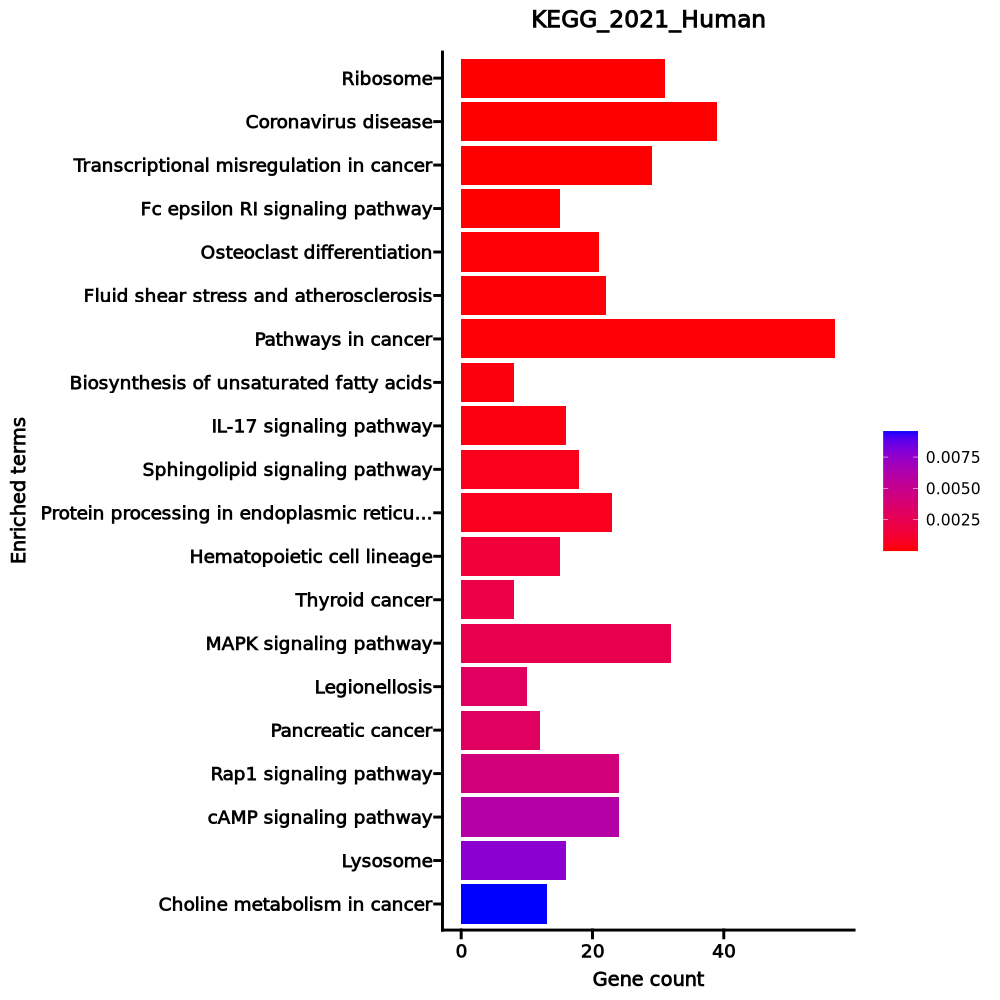 KEGG_2021_Human
Ribosome
Coronavirus disease
Transcriptional misregulation in cancer
Fc epsilon RI signaling pathway
Osteoclast differentiation
Fluid shear stress and atherosclerosis
Pathways in cancer
Biosynthesis of unsaturated fatty acids
IL-17 signaling pathway
Sphingolipid signaling pathway
Protein processing in endoplasmic reticu...
Hematopoietic cell lineage
Thyroid cancer
MAPK signaling pathway
Legionellosis
Pancreatic cancer
Rap1 signaling pathway
cAMP signaling pathway
Lysosome
Choline metabolism in cancer
Enriched terms
0 20 40
Gene count
0.0075
0.0050
0.0025